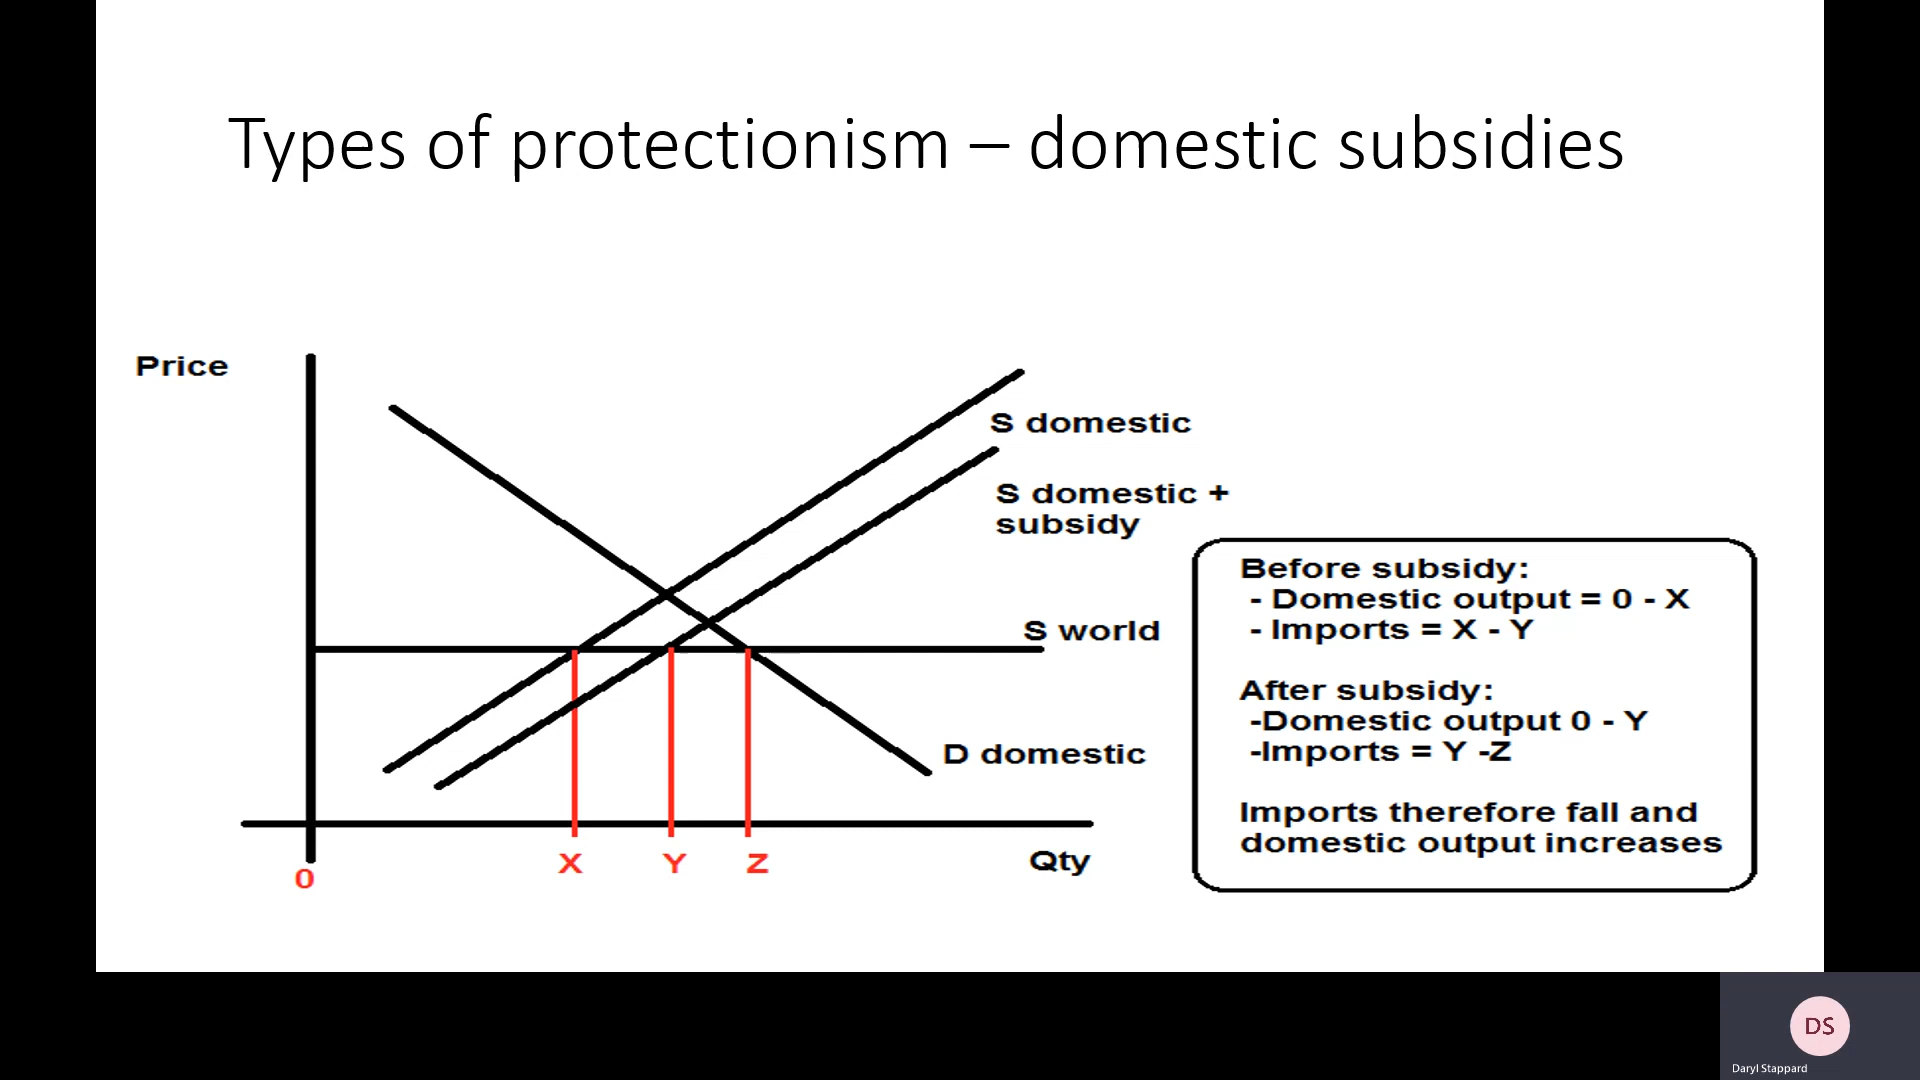 Types of protectionism – domestic subsidies
Price
S domestic
S domestic +
subsidy
S world
D domestic
0
X
Y
Z
Qty
Before subsidy:
- Domestic output = 0 - X
- Imports = X - Y
After subsidy:
-Domestic output 0 - Y
-Imports = Y -Z
Imports therefore fall and
domestic output increases
DS
Daryl Stappard